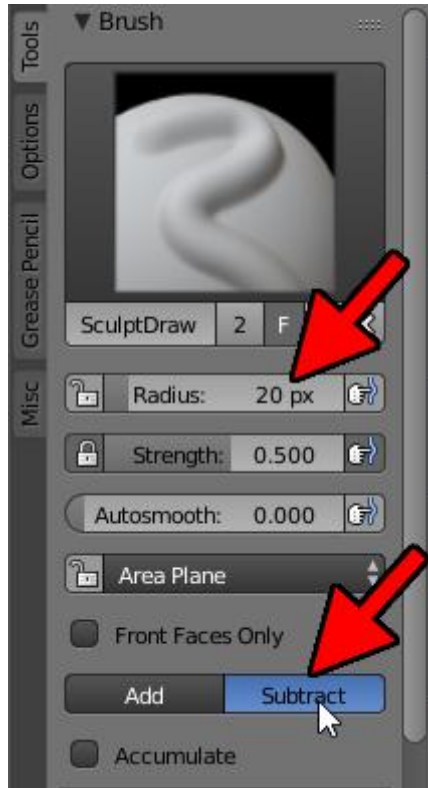 Tools
Options
Grease Pencil
Misc
Brush
SculptDraw 2 F
Radius: 20 px
Strength: 0.500
Autosmooth: 0.000
Area Plane
Front Faces Only
Add Subtract
Accumulate